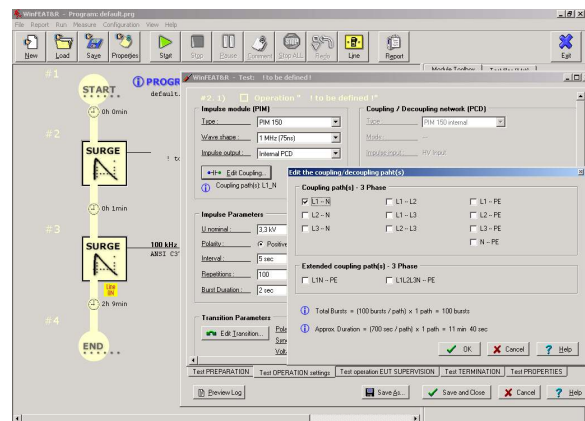 WinFEAT&R - Program: default.prg
File Report Run Measure Configuration View Help
New Load Save Properties Start Stop Pause Comment Stop ALL Redo Line Report Exit
#1
START
PROGR
default.
0h 0min
#2
SURGE
! to
0h 1min
#3
SURGE
100 kHz
ANSI C3
Line ON
2h 9min
#4
END
WinFEAT&R - Test: ! to be defined !
#2. 1) Operation " ! to be defined !"
Impulse module (PIM)
Type : PIM 150
Wave shape : 1 MHz (75ns)
Impulse output : Internal PCD
Edit Coupling...
Coupling path(s): L1_N
Coupling / Decoupling network (PCD)
Type : PIM 150 internal
Mode : ---
Impulse input : HV Input
Impulse Parameters
U nominal : 3,3 kV
Polarity : Positive
Interval : 5 sec
Repetitions : 100
Burst Duration : 2 sec
Transition Parameters
Edit Transition...
Pola
Sync
Volt
Edit the coupling/decoupling paht(s)
Coupling path(s) - 3 Phase
L1 -- N L1 -- L2 L1 -- PE
L2 -- N L1 -- L3 L2 -- PE
L3 -- N L2 -- L3 L3 -- PE
N -- PE
Extended coupling path(s) - 3 Phase
L1N -- PE L1L2L3N -- PE
Total Bursts = (100 bursts / path) x 1 path = 100 bursts
Approx. Duration = (700 sec / path) x 1 path = 11 min 40 sec
OK Cancel Help
Test PREPARATION Test OPERATION settings Test operation EUT SUPERVISION Test TERMINATION Test PROPERTIES
Preview Log Save As... Save and Close Cancel Help